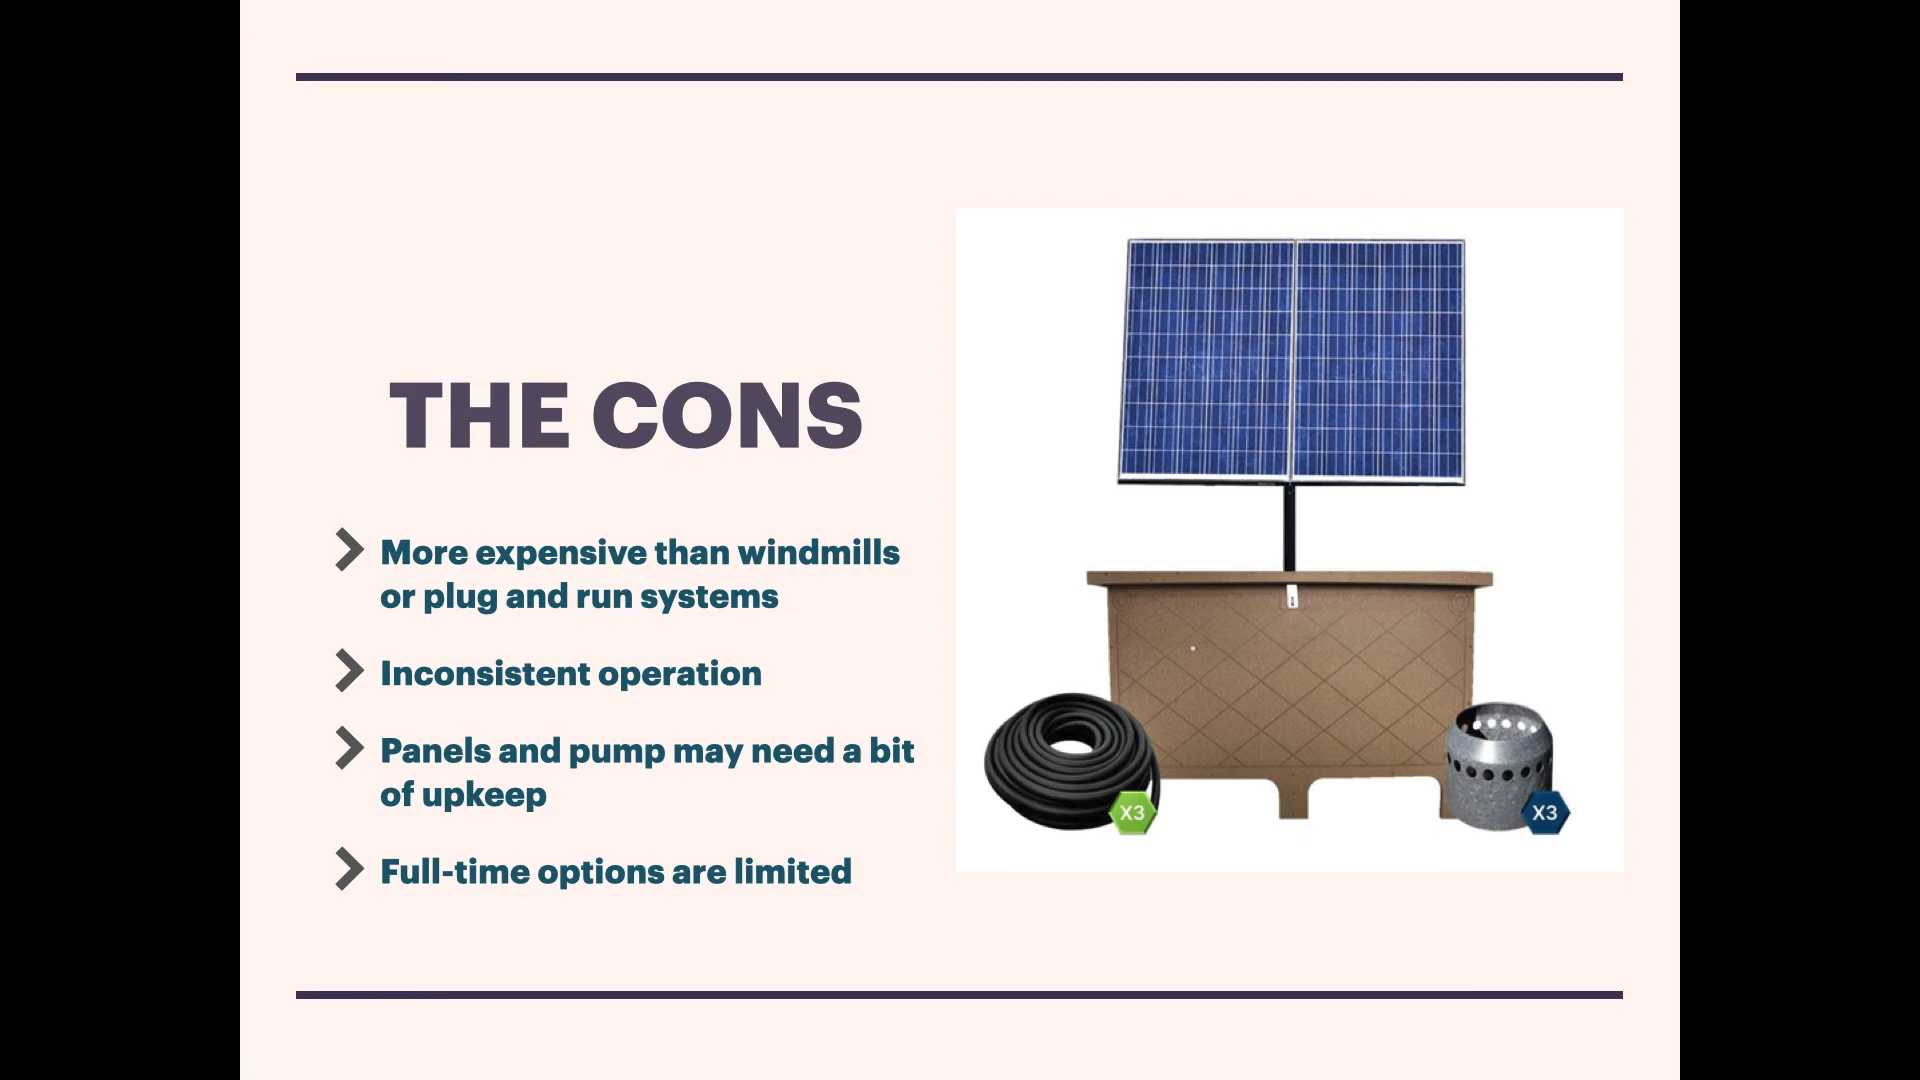 THE CONS
More expensive than windmills
or plug and run systems
Inconsistent operation
Panels and pump may need a bit
of upkeep
Full-time options are limited
X3
X3